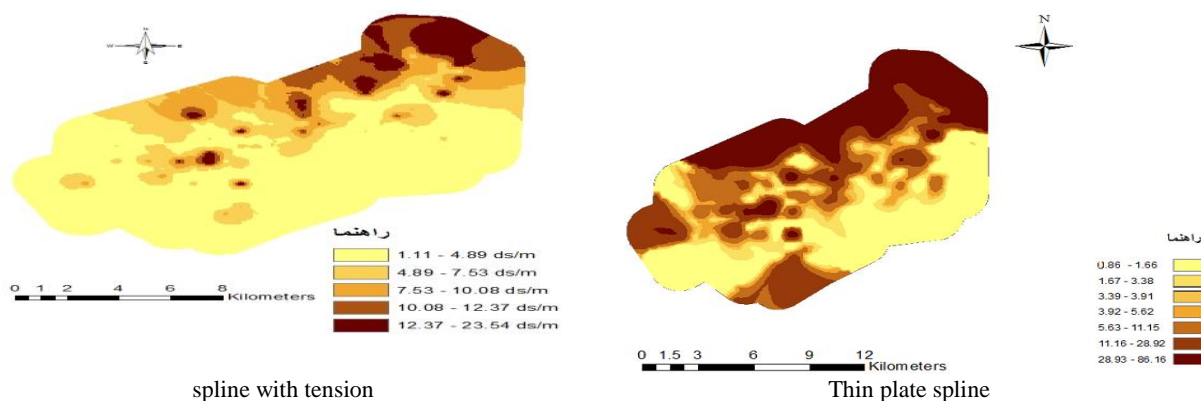 N
W E
S
راهنما
1.11 - 4.89 ds/m
4.89 - 7.53 ds/m
7.53 - 10.08 ds/m
10.08 - 12.37 ds/m
12.37 - 23.54 ds/m
0 1 2 4 6 8
Kilometers
spline with tension
N
راهنما
0.86 - 1.66
1.67 - 3.38
3.39 - 3.91
3.92 - 5.62
5.63 - 11.15
11.16 - 28.92
28.93 - 86.16
0 1.5 3 6 9 12
Kilometers
Thin plate spline